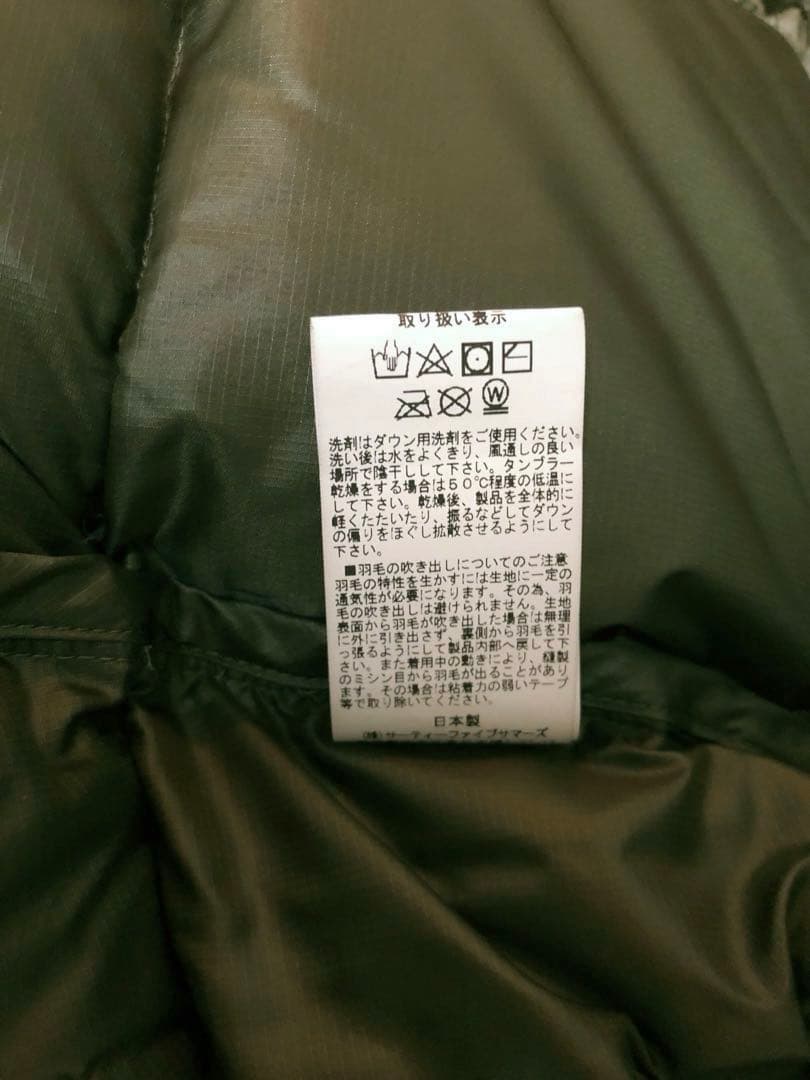 取り扱い表示
W
洗剤はダウン用洗剤をご使用ください。
洗い後は水をよくきり、風通しの良い
場所で陰干しして下さい。タンブラー
乾燥をする場合は50℃程度の低温に
して下さい。乾燥後、製品を全体的に
軽くたたいたり、振るなどしてダウン
の偏りをほぐし拡散させるようにして
下さい。
■羽毛の吹き出しについてのご注意
羽毛の特性を生かすには生地に一定の
通気性が必要になります。その為、羽
毛の吹き出しは避けられません。生地
表面から羽毛が吹き出した場合は無理
に外に引き出さず、裏側から羽毛を引
っ張るようにして製品内部へ戻して下
さい。また着用中の動きにより、縫製
のミシン目から羽毛が出ることがあり
ます。その場合は粘着力の弱いテープ
等で取り除いてください。
日本製
(株)サーティーファイブサマーズ